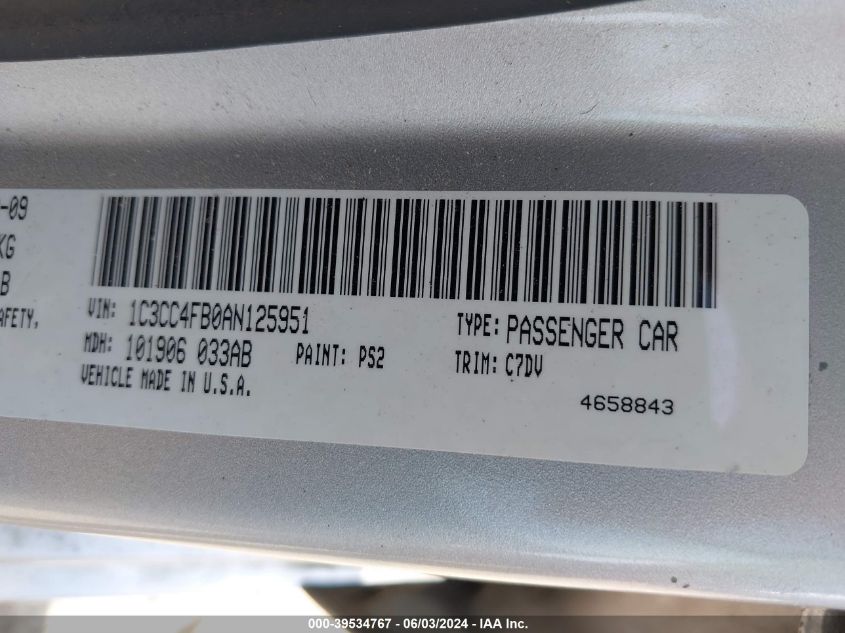 -09
KG
B
AFETY.
VIN: 1C3CC4FB0AN125951
TYPE: PASSENGER CAR
MDH: 101906 033AB
PAINT: PS2
TRIM: C7DV
VEHICLE MADE IN U.S.A.
4658843
000-39534767 - 06/03/2024 - IAA Inc.